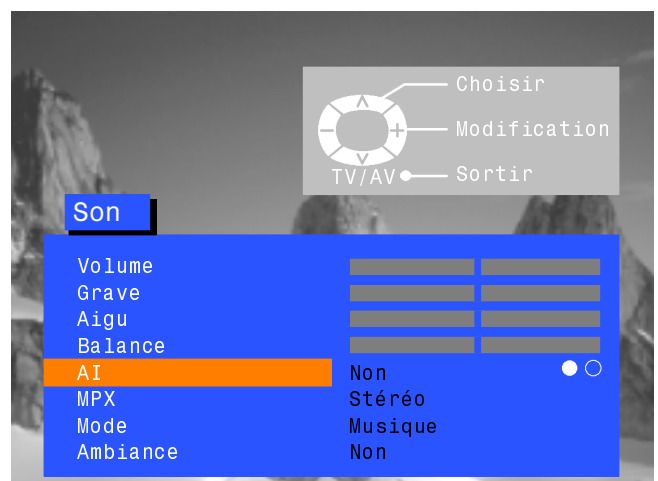 Choisir
Modification
TV/AV Sortir
Son
Volume
Grave
Aigu
Balance
AI Non
MPX Stéréo
Mode Musique
Ambiance Non